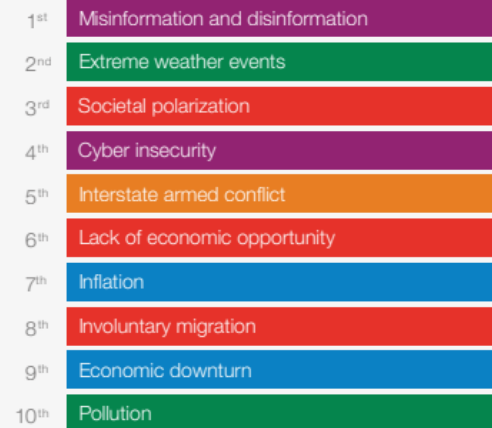 1st Misinformation and disinformation
2nd Extreme weather events
3rd Societal polarization
4th Cyber insecurity
5th Interstate armed conflict
6th Lack of economic opportunity
7th Inflation
8th Involuntary migration
9th Economic downturn
10th Pollution